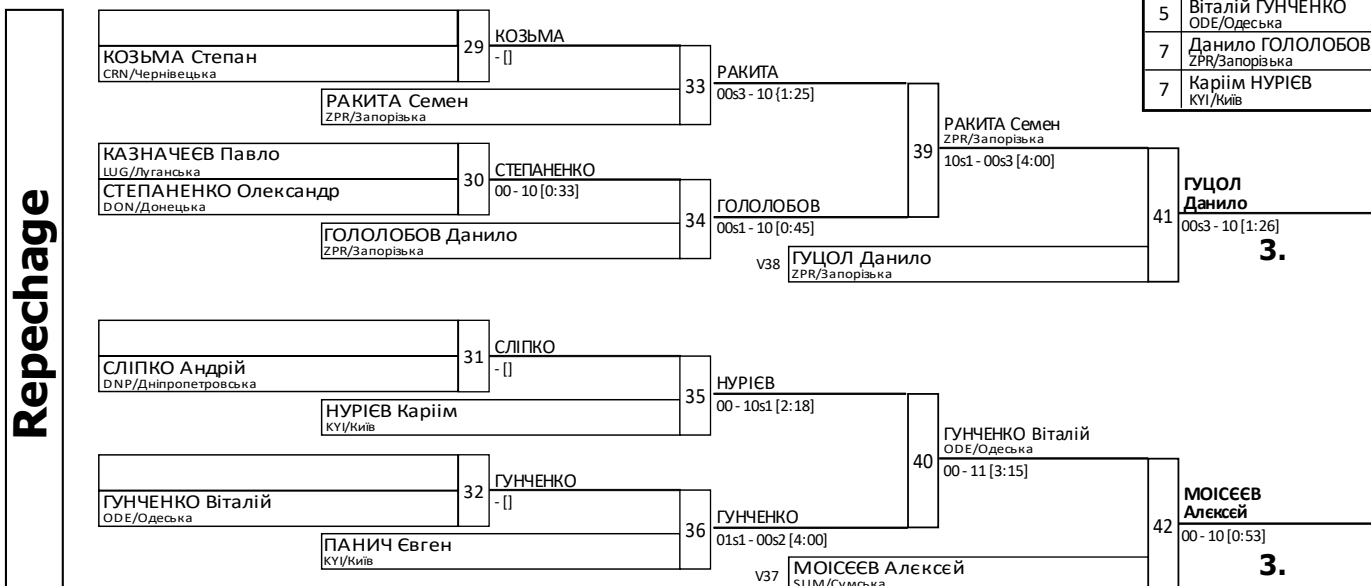 5 Віталій ГУНЧЕНКО
ODE/Одеська
7 Данило ГОЛОЛОБОВ
ZPR/Запорізька
7 Каріім НУРІЄВ
KYI/Київ
Repechage
КОЗЬМА Степан
CRN/Чернівецька
29
КОЗЬМА
- []
РАКИТА Семен
ZPR/Запорізька
33
РАКИТА
00s3 - 10 {1:25]
КАЗНАЧЕЄВ Павло
LUG/Луганська
СТЕПАНЕНКО Олександр
DON/Донецька
30
СТЕПАНЕНКО
00 - 10 [0:33]
ГОЛОЛОБОВ Данило
ZPR/Запорізька
34
ГОЛОЛОБОВ
00s1 - 10 [0:45]
39
РАКИТА Семен
ZPR/Запорізька
10s1 - 00s3 [4:00]
V38
ГУЦОЛ Данило
ZPR/Запорізька
41
ГУЦОЛ
Данило
00s3 - 10 [1:26]
3.
СЛІПКО Андрій
DNP/Дніпропетровська
31
СЛІПКО
- []
НУРІЄВ Каріім
KYI/Київ
35
НУРІЄВ
00 - 10s1 [2:18]
ГУНЧЕНКО Віталій
ODE/Одеська
32
ГУНЧЕНКО
- []
ПАНИЧ Євген
KYI/Київ
36
ГУНЧЕНКО
01s1 - 00s2 [4:00]
40
ГУНЧЕНКО Віталій
ODE/Одеська
00 - 11 [3:15]
V37
МОІСЄЄВ Алєксєй
SUM/Сумська
42
МОІСЄЄВ
Алєксєй
00 - 10 [0:53]
3.